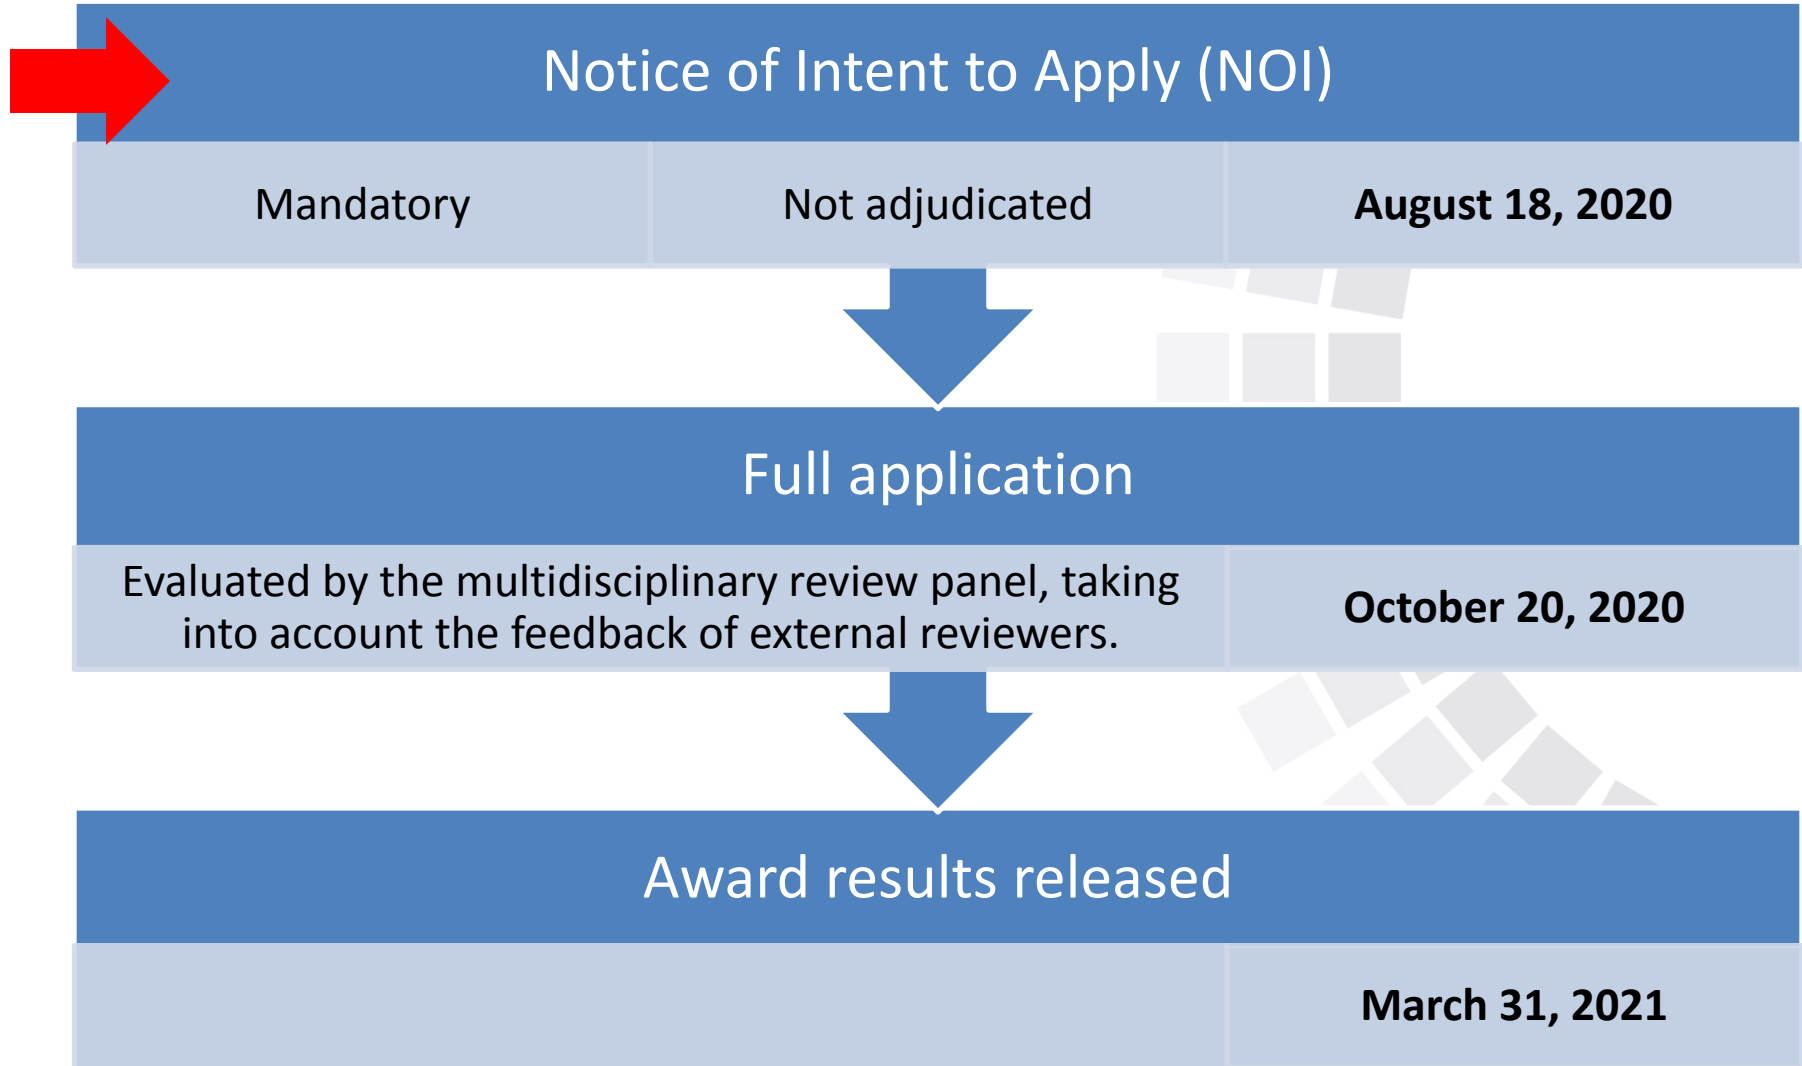 Notice of Intent to Apply (NOI)
Mandatory
Not adjudicated
August 18, 2020
Full application
Evaluated by the multidisciplinary review panel, taking
into account the feedback of external reviewers.
October 20, 2020
Award results released
March 31, 2021